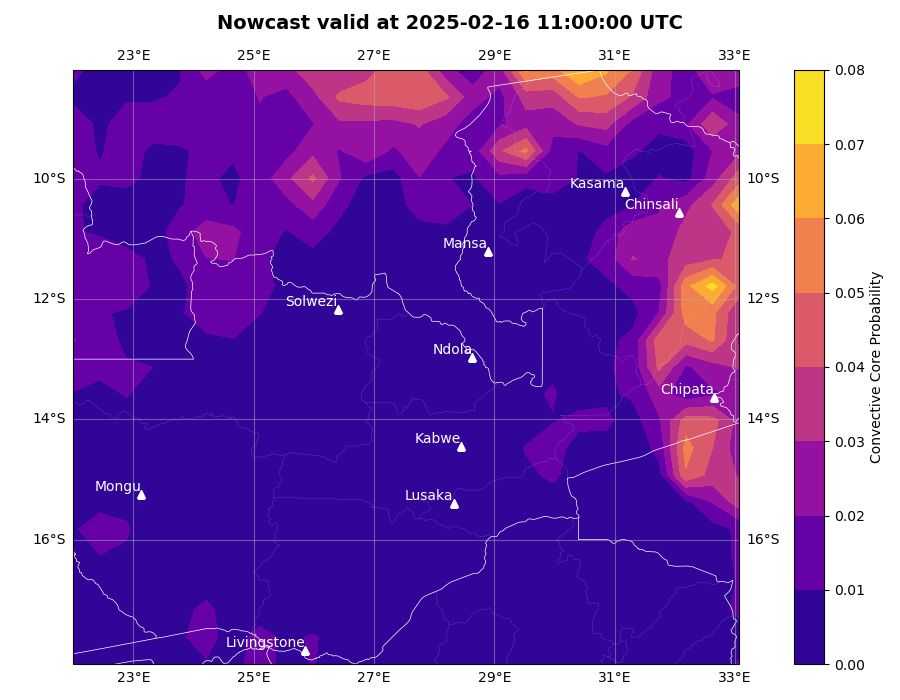 Nowcast valid at 2025-02-16 11:00:00 UTC
23°E 25°E 27°E 29°E 31°E 33°E
0.08
0.07
0.06
0.05
0.04
0.03
0.02
0.01
0.00
Convective Core Probability
10°S 10°S
12°S 12°S
14°S 14°S
16°S 16°S
Kasama
Chinsali
Mansa
Solwezi
Ndola
Chipata
Kabwe
Mongu
Lusaka
Livingstone
23°E 25°E 27°E 29°E 31°E 33°E